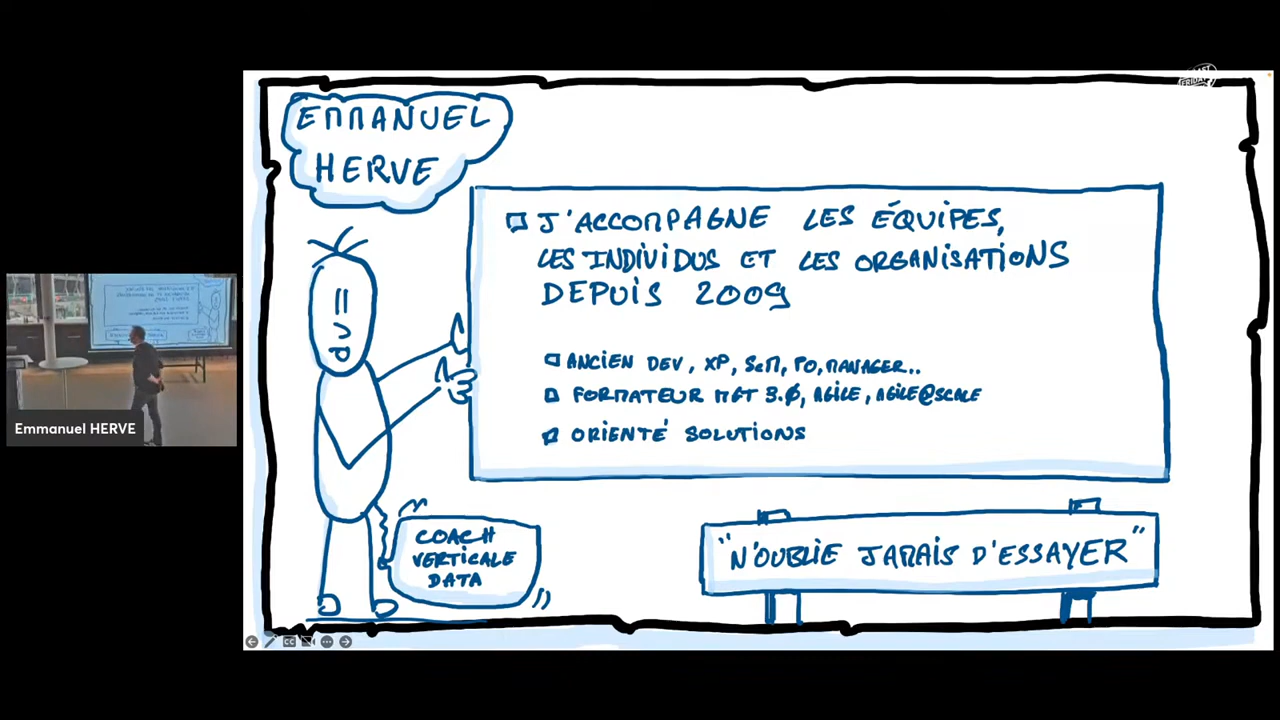 EMMANUEL
HERVE
J'ACCOMPAGNE LES ÉQUIPES,
LES INDIVIDUS ET LES ORGANISATIONS
DEPUIS 2009
ANCIEN DEV, XP, ScM, PO, MANAGER..
FORMATEUR MGT 3.0, AGILE, AGILE@SCALE
ORIENTÉ SOLUTIONS
COACH
VERTICALE
DATA
"N'OUBLIE JAMAIS D'ESSAYER"
Emmanuel HERVE